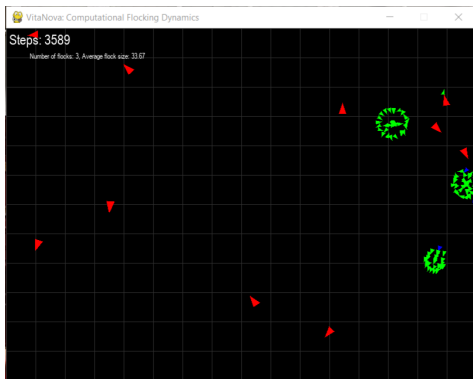 VitaNova: Computational Flocking Dynamics
Steps: 3589
Number of flocks: 3, Average flock size: 33.67